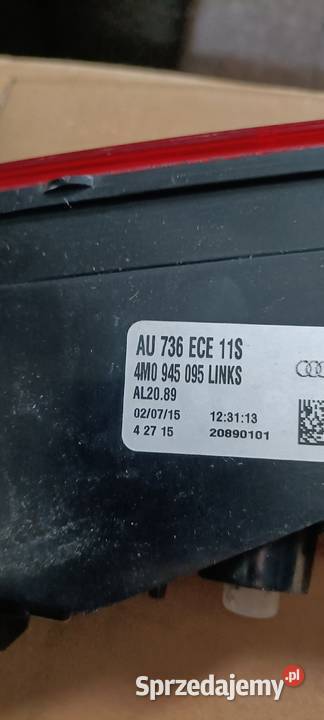 AU 736 ECE 11S
4M0 945 095 LINKS
AL20.89
02/07/15 12:31:13
4 27 15 20890101
Sprzedajemy.pl